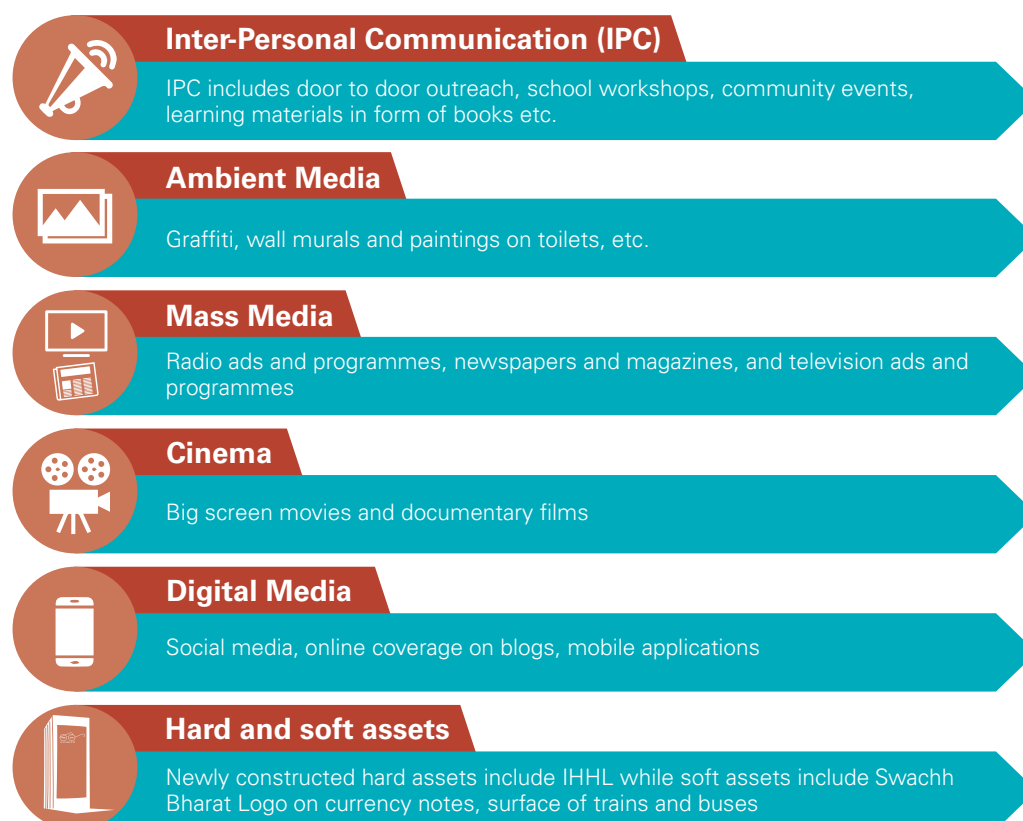 Inter-Personal Communication (IPC)
IPC includes door to door outreach, school workshops, community events,
learning materials in form of books etc.
Ambient Media
Graffiti, wall murals and paintings on toilets, etc.
Mass Media
Radio ads and programmes, newspapers and magazines, and television ads and
programmes
Cinema
Big screen movies and documentary films
Digital Media
Social media, online coverage on blogs, mobile applications
Hard and soft assets
Newly constructed hard assets include IHHL while soft assets include Swachh
Bharat Logo on currency notes, surface of trains and buses